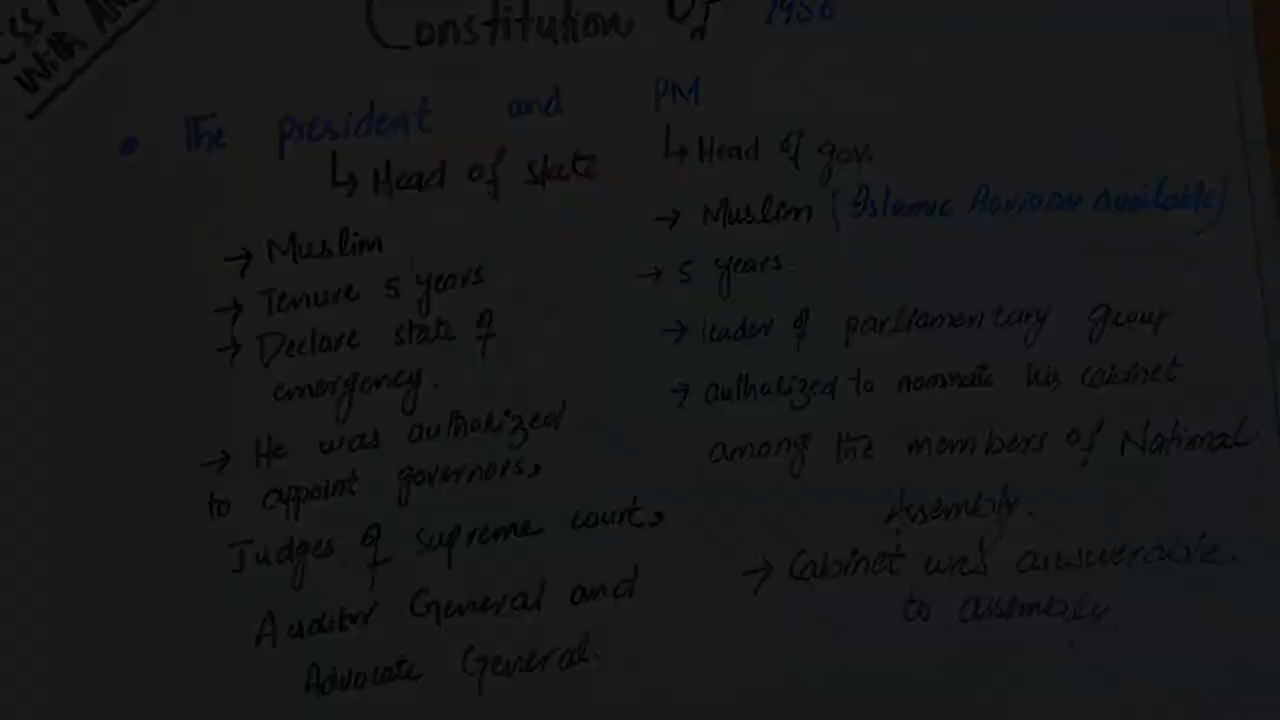 CSS
With
Constitution Of 1956
• The president and PM
↳ Head of state
→ Muslim
→ Tenure 5 years
→ Declare state of
emergency.
→ He was authorized
to appoint governors,
Judges of supreme court,
Auditor General and
Advocate General.
↳ Head of gov.
→ Muslim (Islamic available)
→ 5 years.
→ leader of parliamentary group
→ authorized to nominate his cabinet
among the members of National
Assembly.
→ Cabinet was answerable.
to assembly